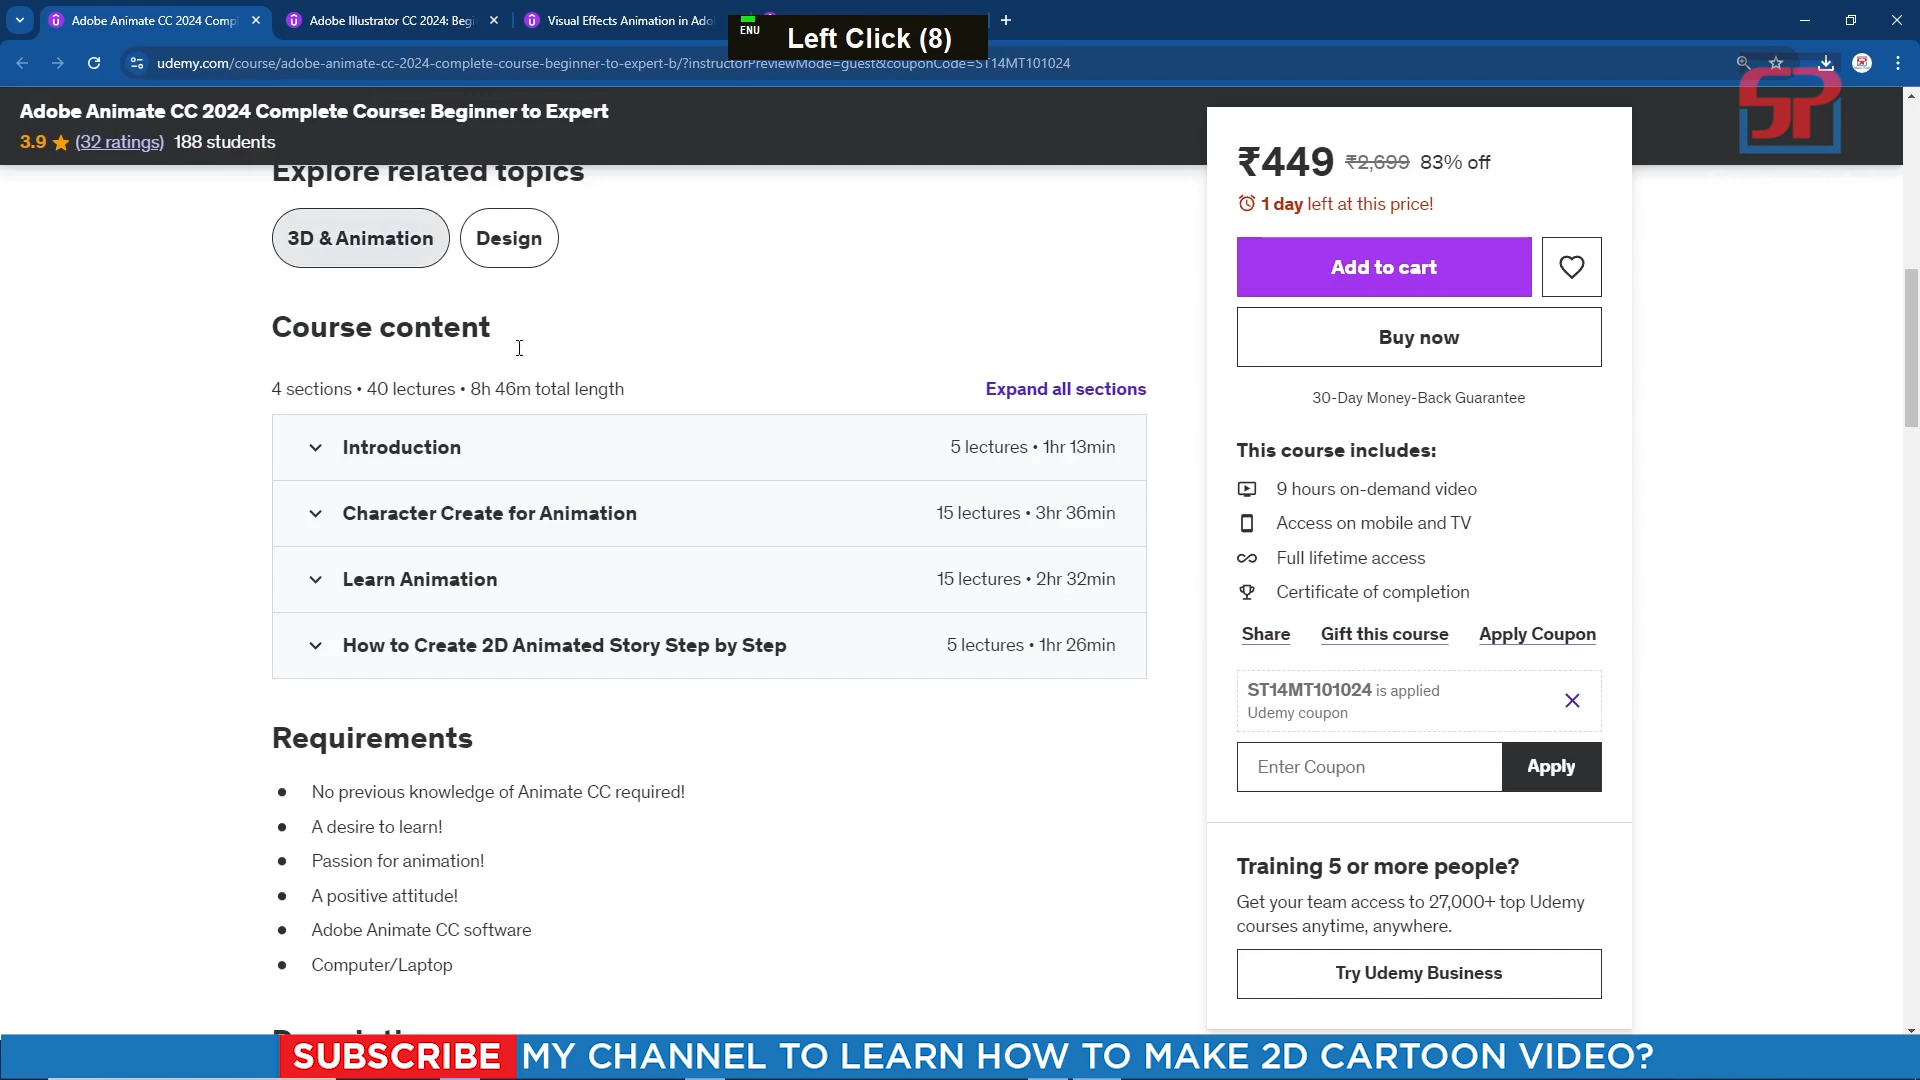 Adobe Animate CC 2024 Comp
Adobe Illustrator CC 2024: Beg
Visual Effects Animation in Ado
ENU
Left Click (8)
udemy.com/course/adobe-animate-cc-2024-complete-course-beginner-to-expert-b/?instructorPreviewMode=guest&couponCode=ST14MT101024
SP
Adobe Animate CC 2024 Complete Course: Beginner to Expert
3.9 ★ (32 ratings) 188 students
Explore related topics
3D & Animation
Design
Course content
4 sections • 40 lectures • 8h 46m total length
Expand all sections
Introduction
5 lectures • 1hr 13min
Character Create for Animation
15 lectures • 3hr 36min
Learn Animation
15 lectures • 2hr 32min
How to Create 2D Animated Story Step by Step
5 lectures • 1hr 26min
Requirements
• No previous knowledge of Animate CC required!
• A desire to learn!
• Passion for animation!
• A positive attitude!
• Adobe Animate CC software
• Computer/Laptop
₹449 ₹2,699 83% off
1 day left at this price!
Add to cart
Buy now
30-Day Money-Back Guarantee
This course includes:
9 hours on-demand video
Access on mobile and TV
Full lifetime access
Certificate of completion
Share
Gift this course
Apply Coupon
ST14MT101024 is applied
Udemy coupon
Enter Coupon
Apply
Training 5 or more people?
Get your team access to 27,000+ top Udemy
courses anytime, anywhere.
Try Udemy Business
SUBSCRIBE MY CHANNEL TO LEARN HOW TO MAKE 2D CARTOON VIDEO?